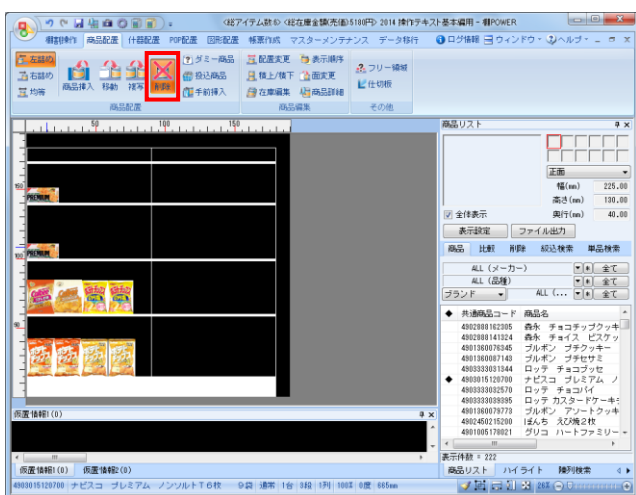 <総アイテム数:6> <総在庫金額(売価):5180円> 2014 操作テキスト基本編用 - 棚POWER
棚割操作 商品配置 什器配置 POP配置 図形配置 帳票作成 マスターメンテナンス データ移行 ログ情報 ウィンドウ ヘルプ
左詰め
右詰め
均等
商品挿入 移動 複写 削除
ダミー商品
投込商品
手前挿入
配置変更 表示順序
積上/積下 面変更
在庫編集 商品詳細
フリー領域
仕切板
商品配置 商品編集 その他
50 100 150
150
100
50
PREMIUM
PREMIUM
商品リスト
正面
幅(mm) 225.00
高さ(mm) 130.00
全体表示 奥行(mm) 40.00
表示設定 ファイル出力
商品 比較 削除 絞込検索 単品検索
ALL (メーカー) 全て
ALL (品種) 全て
ブランド ALL (... 全て
◆ 共通商品コード 商品名
4902888162305 森永 チョコチップクッキ
4902888141324 森永 チョイス ビスケッ
4901360076345 ブルボン プチクッキー
4901360087143 ブルボン プチセサミ
4903333031344 ロッテ チョコブッセ
◆ 4903015120700 ナビスコ プレミアム ノ
4903333032570 ロッテ チョコパイ
4903333039395 ロッテ カスタードケーキ
4901360079773 ブルボン アソートクッキ
4902450215200 ぼんち えび焼2枚
4901005178021 グリコ ハートファミリー
表示件数 = 222
商品リスト ハイライト 陳列検索
仮置情報1(0)
仮置情報1(0) 仮置情報2(0)
4903015120700 ナビスコ プレミアム ノンソルトT6枚 9袋 通常 1台 3段 1列 100% 0度 665mm 26%